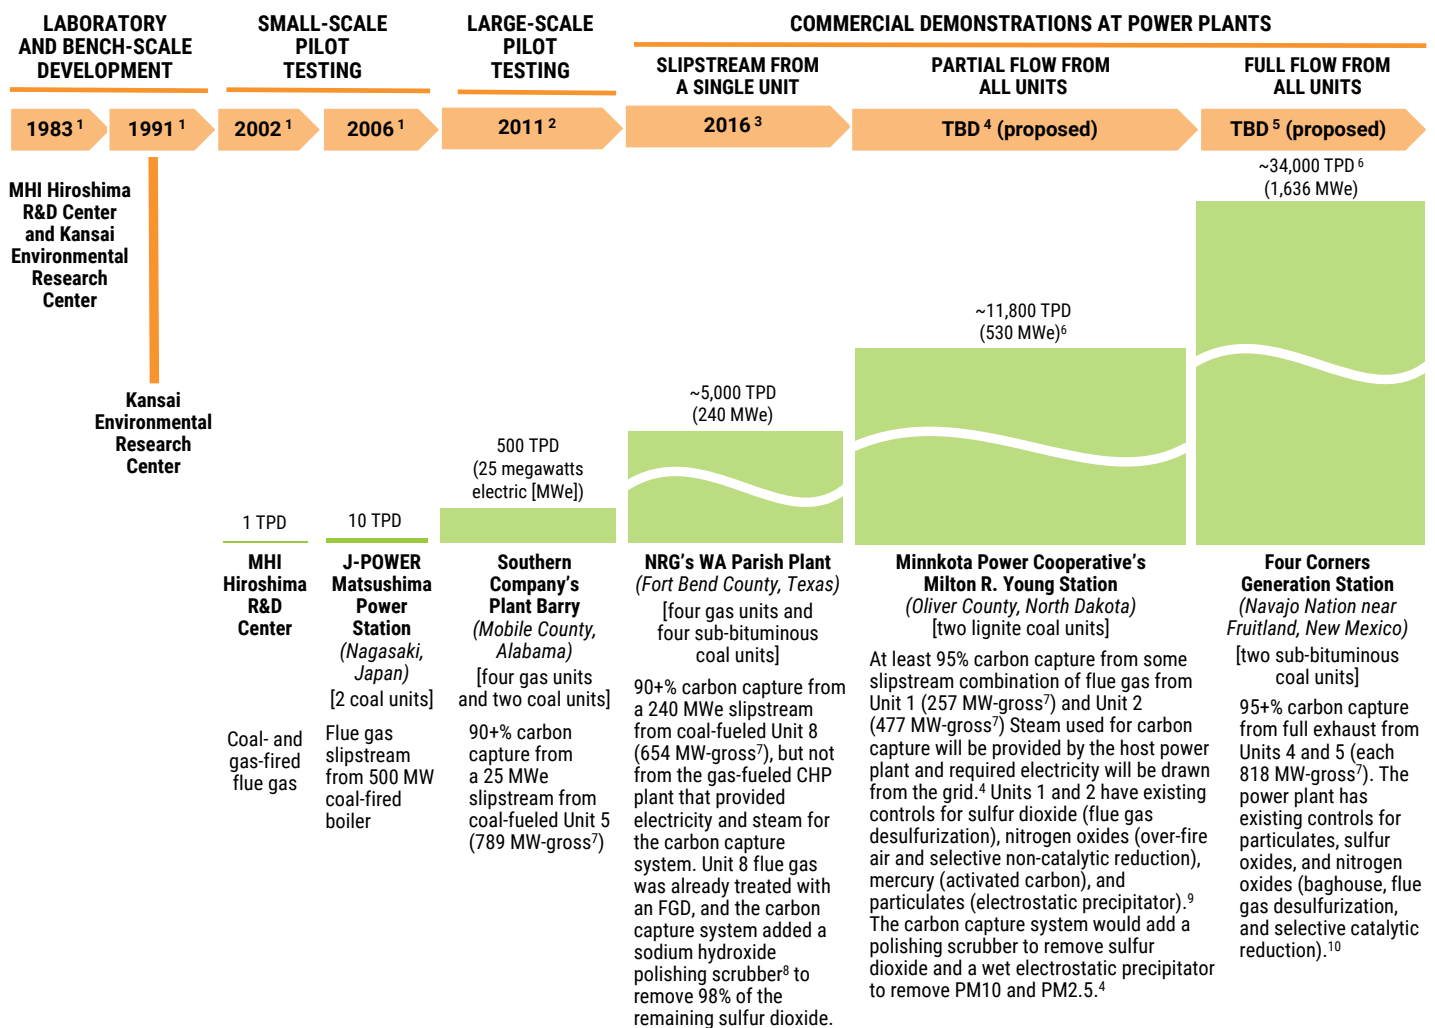 LABORATORY
AND BENCH-SCALE
DEVELOPMENT
SMALL-SCALE
PILOT
TESTING
LARGE-SCALE
PILOT
TESTING
COMMERCIAL DEMONSTRATIONS AT POWER PLANTS
SLIPSTREAM FROM
A SINGLE UNIT
PARTIAL FLOW FROM
ALL UNITS
FULL FLOW FROM
ALL UNITS
1983 1
1991 1
2002 1
2006 1
2011 2
2016 3
TBD 4 (proposed)
TBD 5 (proposed)
MHI Hiroshima
R&D Center
and Kansai
Environmental
Research
Center
Kansai
Environmental
Research
Center
1 TPD
MHI
Hiroshima
R&D
Center
Coal- and
gas-fired
flue gas
10 TPD
J-POWER
Matsushima
Power
Station
(Nagasaki,
Japan)
[2 coal units]
Flue gas
slipstream
from 500 MW
coal-fired
boiler
500 TPD
(25 megawatts
electric [MWe])
Southern
Company's
Plant Barry
(Mobile County,
Alabama)
[four gas units
and two coal units]
90+% carbon
capture from
a 25 MWe
slipstream from
coal-fueled Unit 5
(789 MW-gross7)
~5,000 TPD
(240 MWe)
NRG's WA Parish Plant
(Fort Bend County, Texas)
[four gas units and
four sub-bituminous
coal units]
90+% carbon capture from
a 240 MWe slipstream
from coal-fueled Unit 8
(654 MW-gross7), but not
from the gas-fueled CHP
plant that provided
electricity and steam for
the carbon capture
system. Unit 8 flue gas
was already treated with
an FGD, and the carbon
capture system added a
sodium hydroxide
polishing scrubber8 to
remove 98% of the
remaining sulfur dioxide.
~11,800 TPD
(530 MWe)6
Minnkota Power Cooperative's
Milton R. Young Station
(Oliver County, North Dakota)
[two lignite coal units]
At least 95% carbon capture from some
slipstream combination of flue gas from
Unit 1 (257 MW-gross7) and Unit 2
(477 MW-gross7) Steam used for carbon
capture will be provided by the host power
plant and required electricity will be drawn
from the grid.4 Units 1 and 2 have existing
controls for sulfur dioxide (flue gas
desulfurization), nitrogen oxides (over-fire
air and selective non-catalytic reduction),
mercury (activated carbon), and
particulates (electrostatic precipitator).9
The carbon capture system would add a
polishing scrubber to remove sulfur
dioxide and a wet electrostatic precipitator
to remove PM10 and PM2.5.4
~34,000 TPD 6
(1,636 MWe)
Four Corners
Generation Station
(Navajo Nation near
Fruitland, New Mexico)
[two sub-bituminous
coal units]
95+% carbon capture
from full exhaust from
Units 4 and 5 (each
818 MW-gross7). The
power plant has
existing controls for
particulates, sulfur
oxides, and nitrogen
oxides (baghouse, flue
gas desulfurization,
and selective catalytic
reduction).10